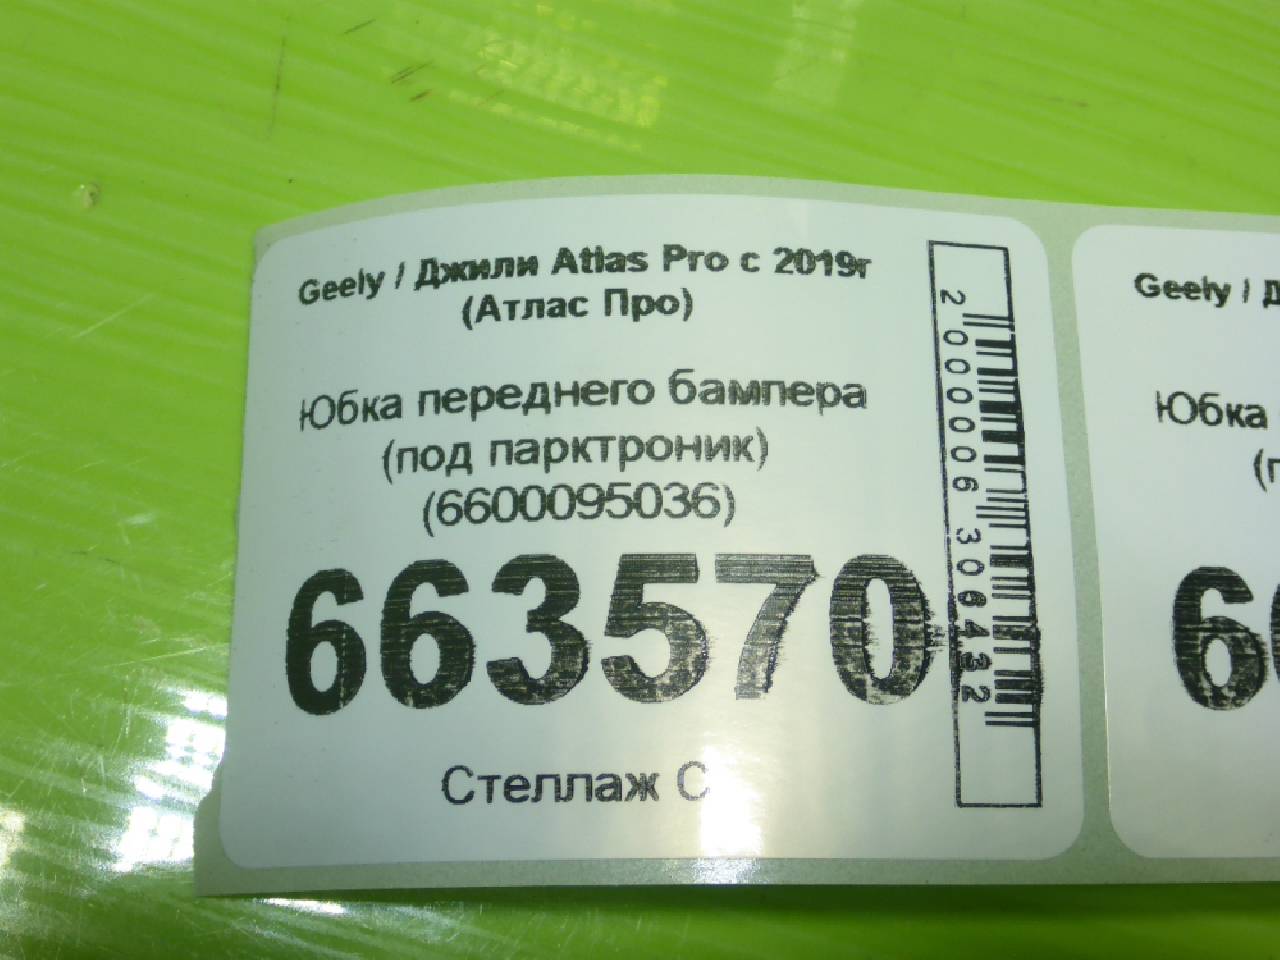 Geely / Джили Atlas Pro с 2019г
(Атлас Про)
Юбка переднего бампера
(под парктроник)
(6600095036)
663570
Стеллаж С
2000006306432
Geely / Д
Юбка
(п
66